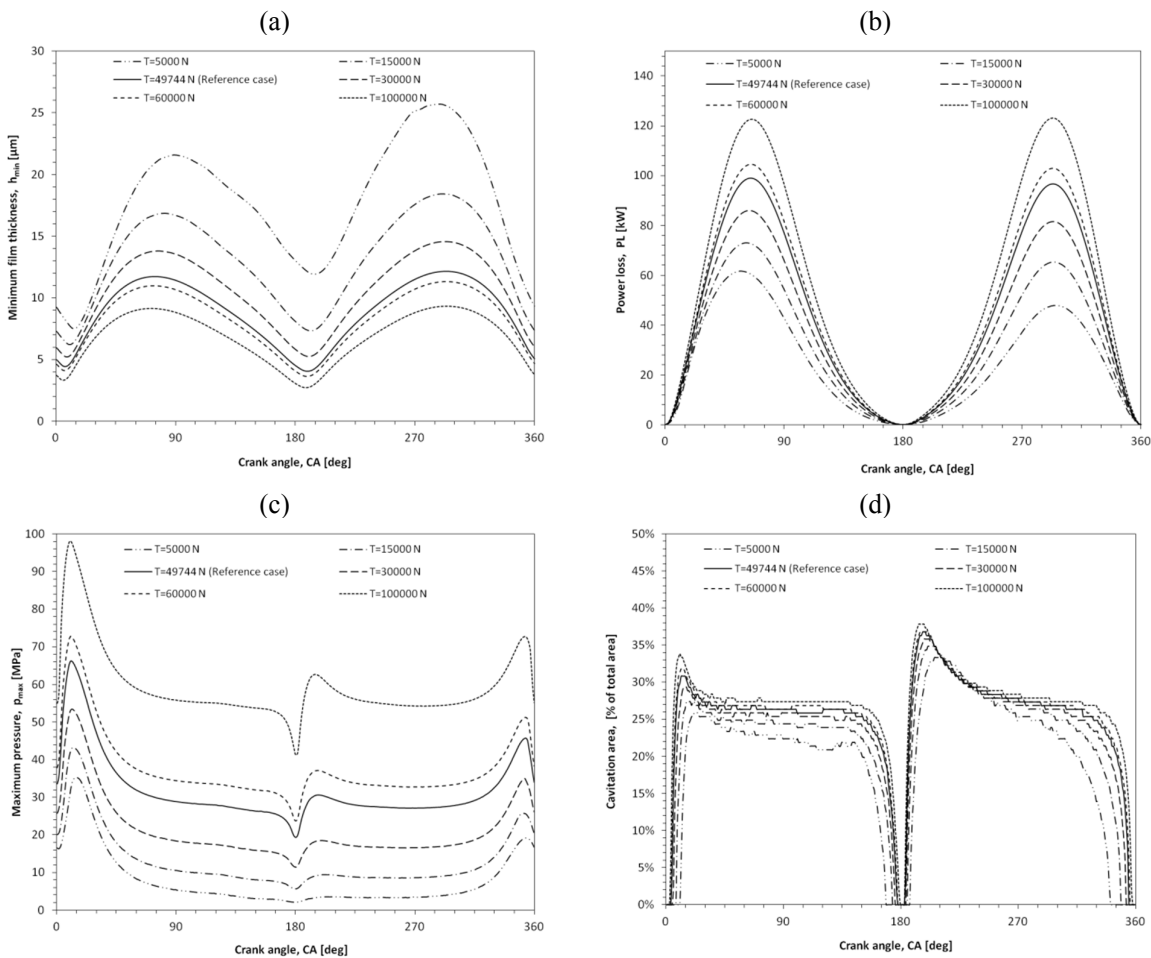 (a)
Minimum film thickness, h_min [μm]
30
25
20
15
10
5
0
T=5000 N
T=15000 N
T=49744 N (Reference case)
T=30000 N
T=60000 N
T=100000 N
0
90
180
270
360
Crank angle, CA [deg]
(b)
Power loss, PL [kW]
140
120
100
80
60
40
20
0
T=5000 N
T=15000 N
T=49744 N (Reference case)
T=30000 N
T=60000 N
T=100000 N
0
90
180
270
360
Crank angle, CA [deg]
(c)
Maximum pressure, p_max [MPa]
100
90
80
70
60
50
40
30
20
10
0
T=5000 N
T=15000 N
T=49744 N (Reference case)
T=30000 N
T=60000 N
T=100000 N
0
90
180
270
360
Crank angle, CA [deg]
(d)
Cavitation area, [% of total area]
50%
45%
40%
35%
30%
25%
20%
15%
10%
5%
0%
T=5000 N
T=15000 N
T=49744 N (Reference case)
T=30000 N
T=60000 N
T=100000 N
0
90
180
270
360
Crank angle, CA [deg]